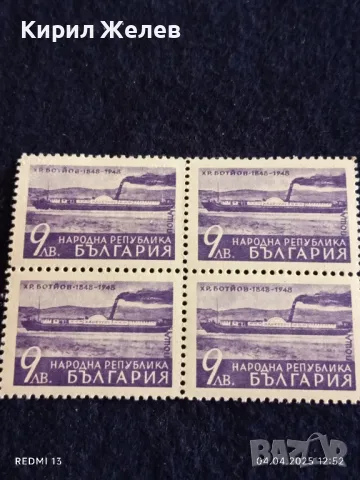 Кирил Желев
ХР. БОТЙОВ · 1848 - 1948
9 ЛВ.
НАРОДНА РЕПУБЛИКА
БЪЛГАРИЯ
ПОЩА
ХР. БОТЙОВ · 1848 - 1948
9 ЛВ.
НАРОДНА РЕПУБЛИКА
БЪЛГАРИЯ
ПОЩА
ХР. БОТЙОВ · 1848 - 1948
9 ЛВ.
НАРОДНА РЕПУБЛИКА
БЪЛГАРИЯ
ПОЩА
ХР. БОТЙОВ · 1848 - 1948
9 ЛВ.
НАРОДНА РЕПУБЛИКА
БЪЛГАРИЯ
ПОЩА
REDMI 13
04.04.2025 12:52